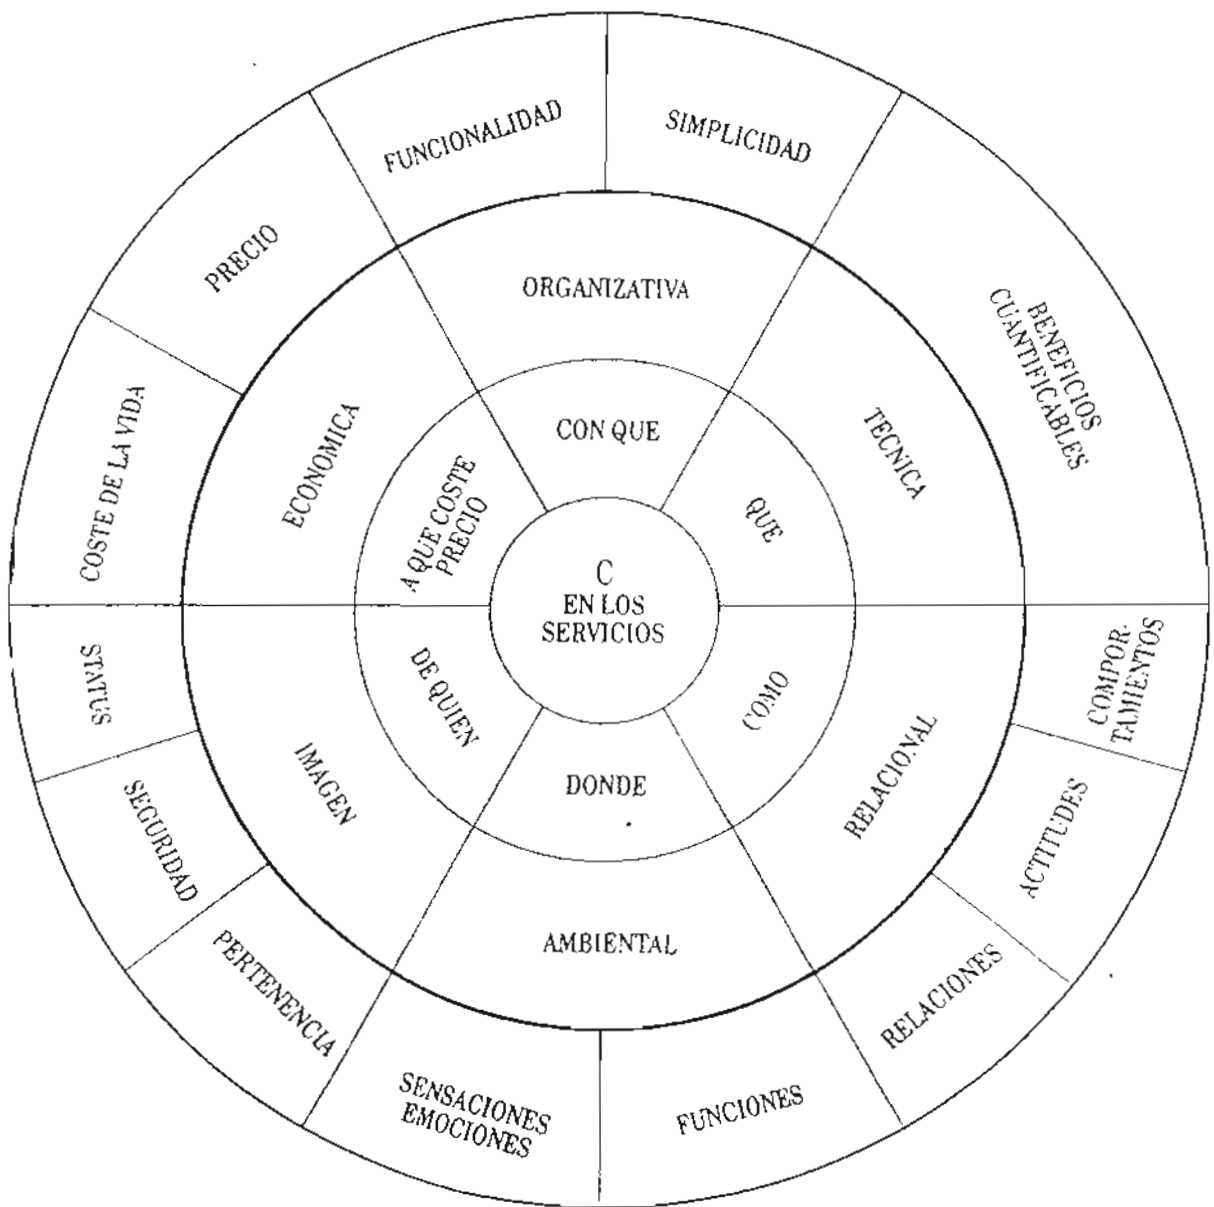 FUNCIONALIDAD
SIMPLICIDAD
BENEFICIOS
CUANTIFICABLES
COMPOR-
TAMIENTOS
ACTITUDES
RELACIONES
FUNCIONES
SENSACIONES
EMOCIONES
PERTENENCIA
SEGURIDAD
STATUS
COSTE DE LA VIDA
PRECIO
ORGANIZATIVA
TECNICA
RELACIONAL
AMBIENTAL
IMAGEN
ECONOMICA
CON QUE
QUE
COMO
DONDE
DE QUIEN
A QUE COSTE
PRECIO
C
EN LOS
SERVICIOS